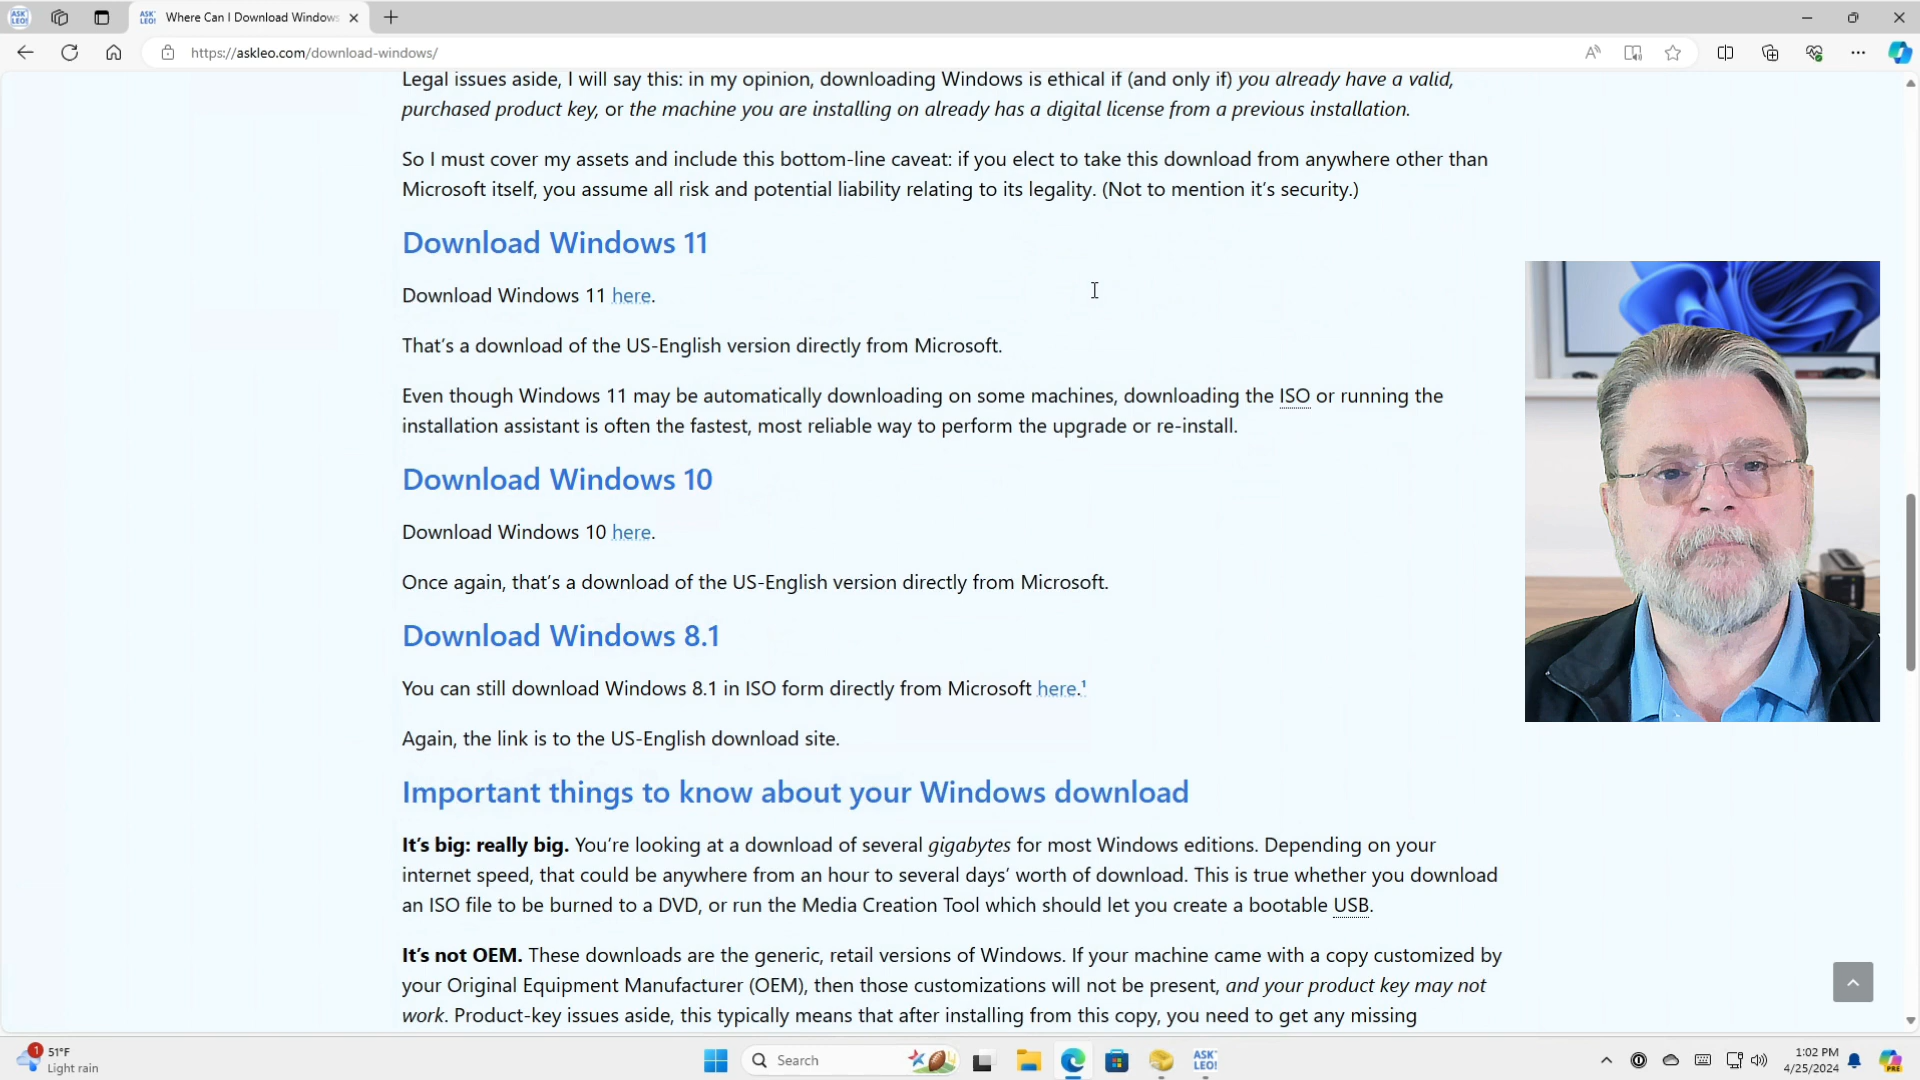 ASK LEO!
ASK LEO!
Where Can I Download Windows
https://askleo.com/download-windows/
Legal issues aside, I will say this: in my opinion, downloading Windows is ethical if (and only if) you already have a valid,
purchased product key, or the machine you are installing on already has a digital license from a previous installation.
So I must cover my assets and include this bottom-line caveat: if you elect to take this download from anywhere other than
Microsoft itself, you assume all risk and potential liability relating to its legality. (Not to mention it's security.)
Download Windows 11
Download Windows 11 here.
That's a download of the US-English version directly from Microsoft.
Even though Windows 11 may be automatically downloading on some machines, downloading the ISO or running the
installation assistant is often the fastest, most reliable way to perform the upgrade or re-install.
Download Windows 10
Download Windows 10 here.
Once again, that's a download of the US-English version directly from Microsoft.
Download Windows 8.1
You can still download Windows 8.1 in ISO form directly from Microsoft here.¹
Again, the link is to the US-English download site.
Important things to know about your Windows download
It's big: really big. You're looking at a download of several gigabytes for most Windows editions. Depending on your
internet speed, that could be anywhere from an hour to several days' worth of download. This is true whether you download
an ISO file to be burned to a DVD, or run the Media Creation Tool which should let you create a bootable USB.
It's not OEM. These downloads are the generic, retail versions of Windows. If your machine came with a copy customized by
your Original Equipment Manufacturer (OEM), then those customizations will not be present, and your product key may not
work. Product-key issues aside, this typically means that after installing from this copy, you need to get any missing
1
51°F
Light rain
Search
ASK LEO!
1:02 PM
4/25/2024
PRE